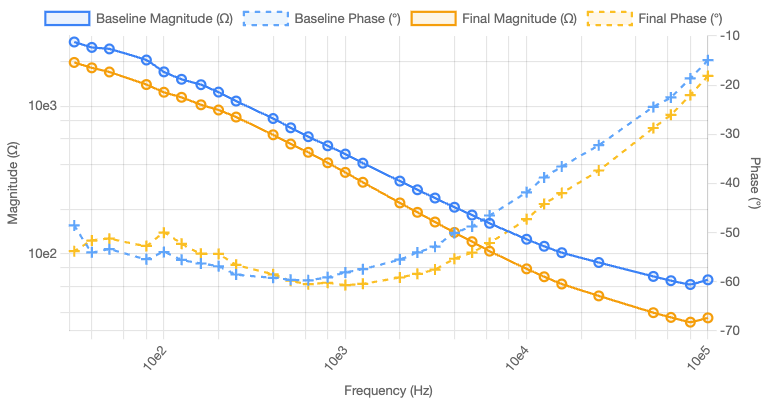 Baseline Magnitude (Ω) Baseline Phase (°) Final Magnitude (Ω) Final Phase (°)
-10
-20
10e3
-30
-40
Magnitude (Ω)
Phase (°)
-50
10e2
-60
-70
10e2 10e3 10e4 10e5
Frequency (Hz)